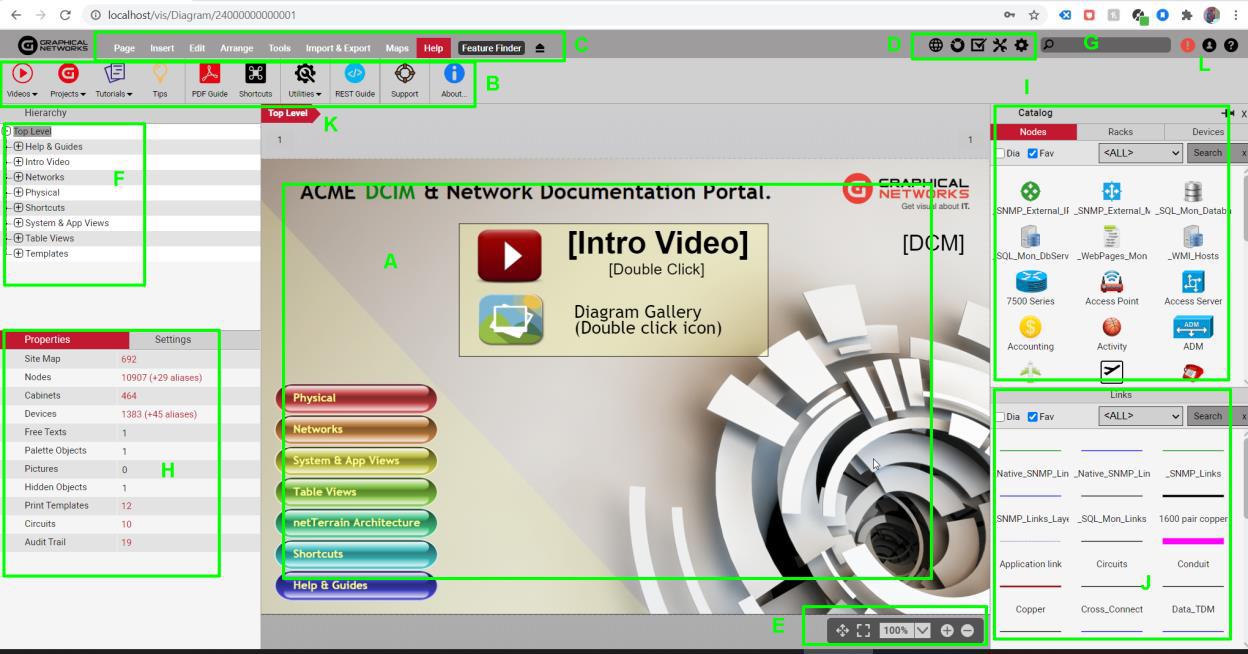 localhost/vis/Diagram/24000000000001
GRAPHICAL
NETWORKS
Page Insert Edit Arrange Tools Import & Export Maps Help Feature Finder
C
D
G
L
Videos Projects Tutorials Tips PDF Guide Shortcuts Utilities REST Guide Support About...
B
I
Hierarchy
Top Level
Help & Guides
Intro Video
Networks
Physical
Shortcuts
System & App Views
Table Views
Templates
F
Properties Settings
Site Map 692
Nodes 10907 (+29 aliases)
Cabinets 464
Devices 1383 (+45 aliases)
Free Texts 1
Palette Objects 1
Pictures 0
Hidden Objects 1
Print Templates 12
Circuits 10
Audit Trail 19
H
Top Level
K
1 1
ACME DCIM & Network Documentation Portal.
GRAPHICAL
NETWORKS
Get visual about IT.
A
[Intro Video]
[Double Click]
[DCM]
Diagram Gallery
(Double click icon)
Physical
Networks
System & App Views
Table Views
netTerrain Architecture
Shortcuts
Help & Guides
E
100%
Catalog X
Nodes Racks Devices
Dia Fav <ALL> Search x
_SNMP_External_IF _SNMP_External_M _SQL_Mon_Databa
_SQL_Mon_DbServ _WebPages_Mon _WMI_Hosts
7500 Series Access Point Access Server
ADM
Accounting Activity ADM
Links
Dia Fav <ALL> Search x
Native_SNMP_Lin _Native_SNMP_Lin _SNMP_Links
SNMP_Links_Laye _SQL_Mon_Links 1600 pair copper
Application link Circuits Conduit
J
Copper Cross_Connect Data_TDM